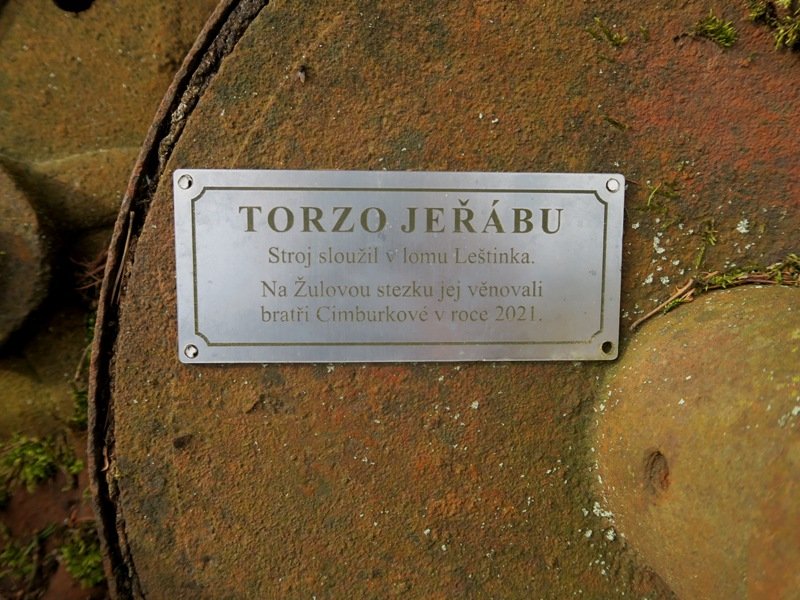 TORZO JEŘÁBU
Stroj sloužil v lomu Leštinka.
Na Žulovou stezku jej věnovali
bratři Cimburkové v roce 2021.